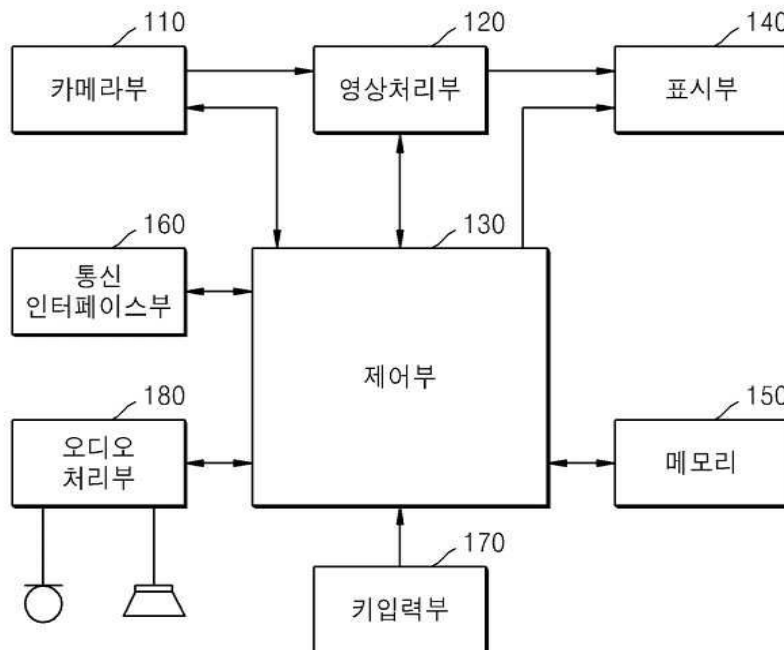 110
카메라부
120
영상처리부
140
표시부
160
통신
인터페이스부
130
제어부
180
오디오
처리부
150
메모리
170
키입력부